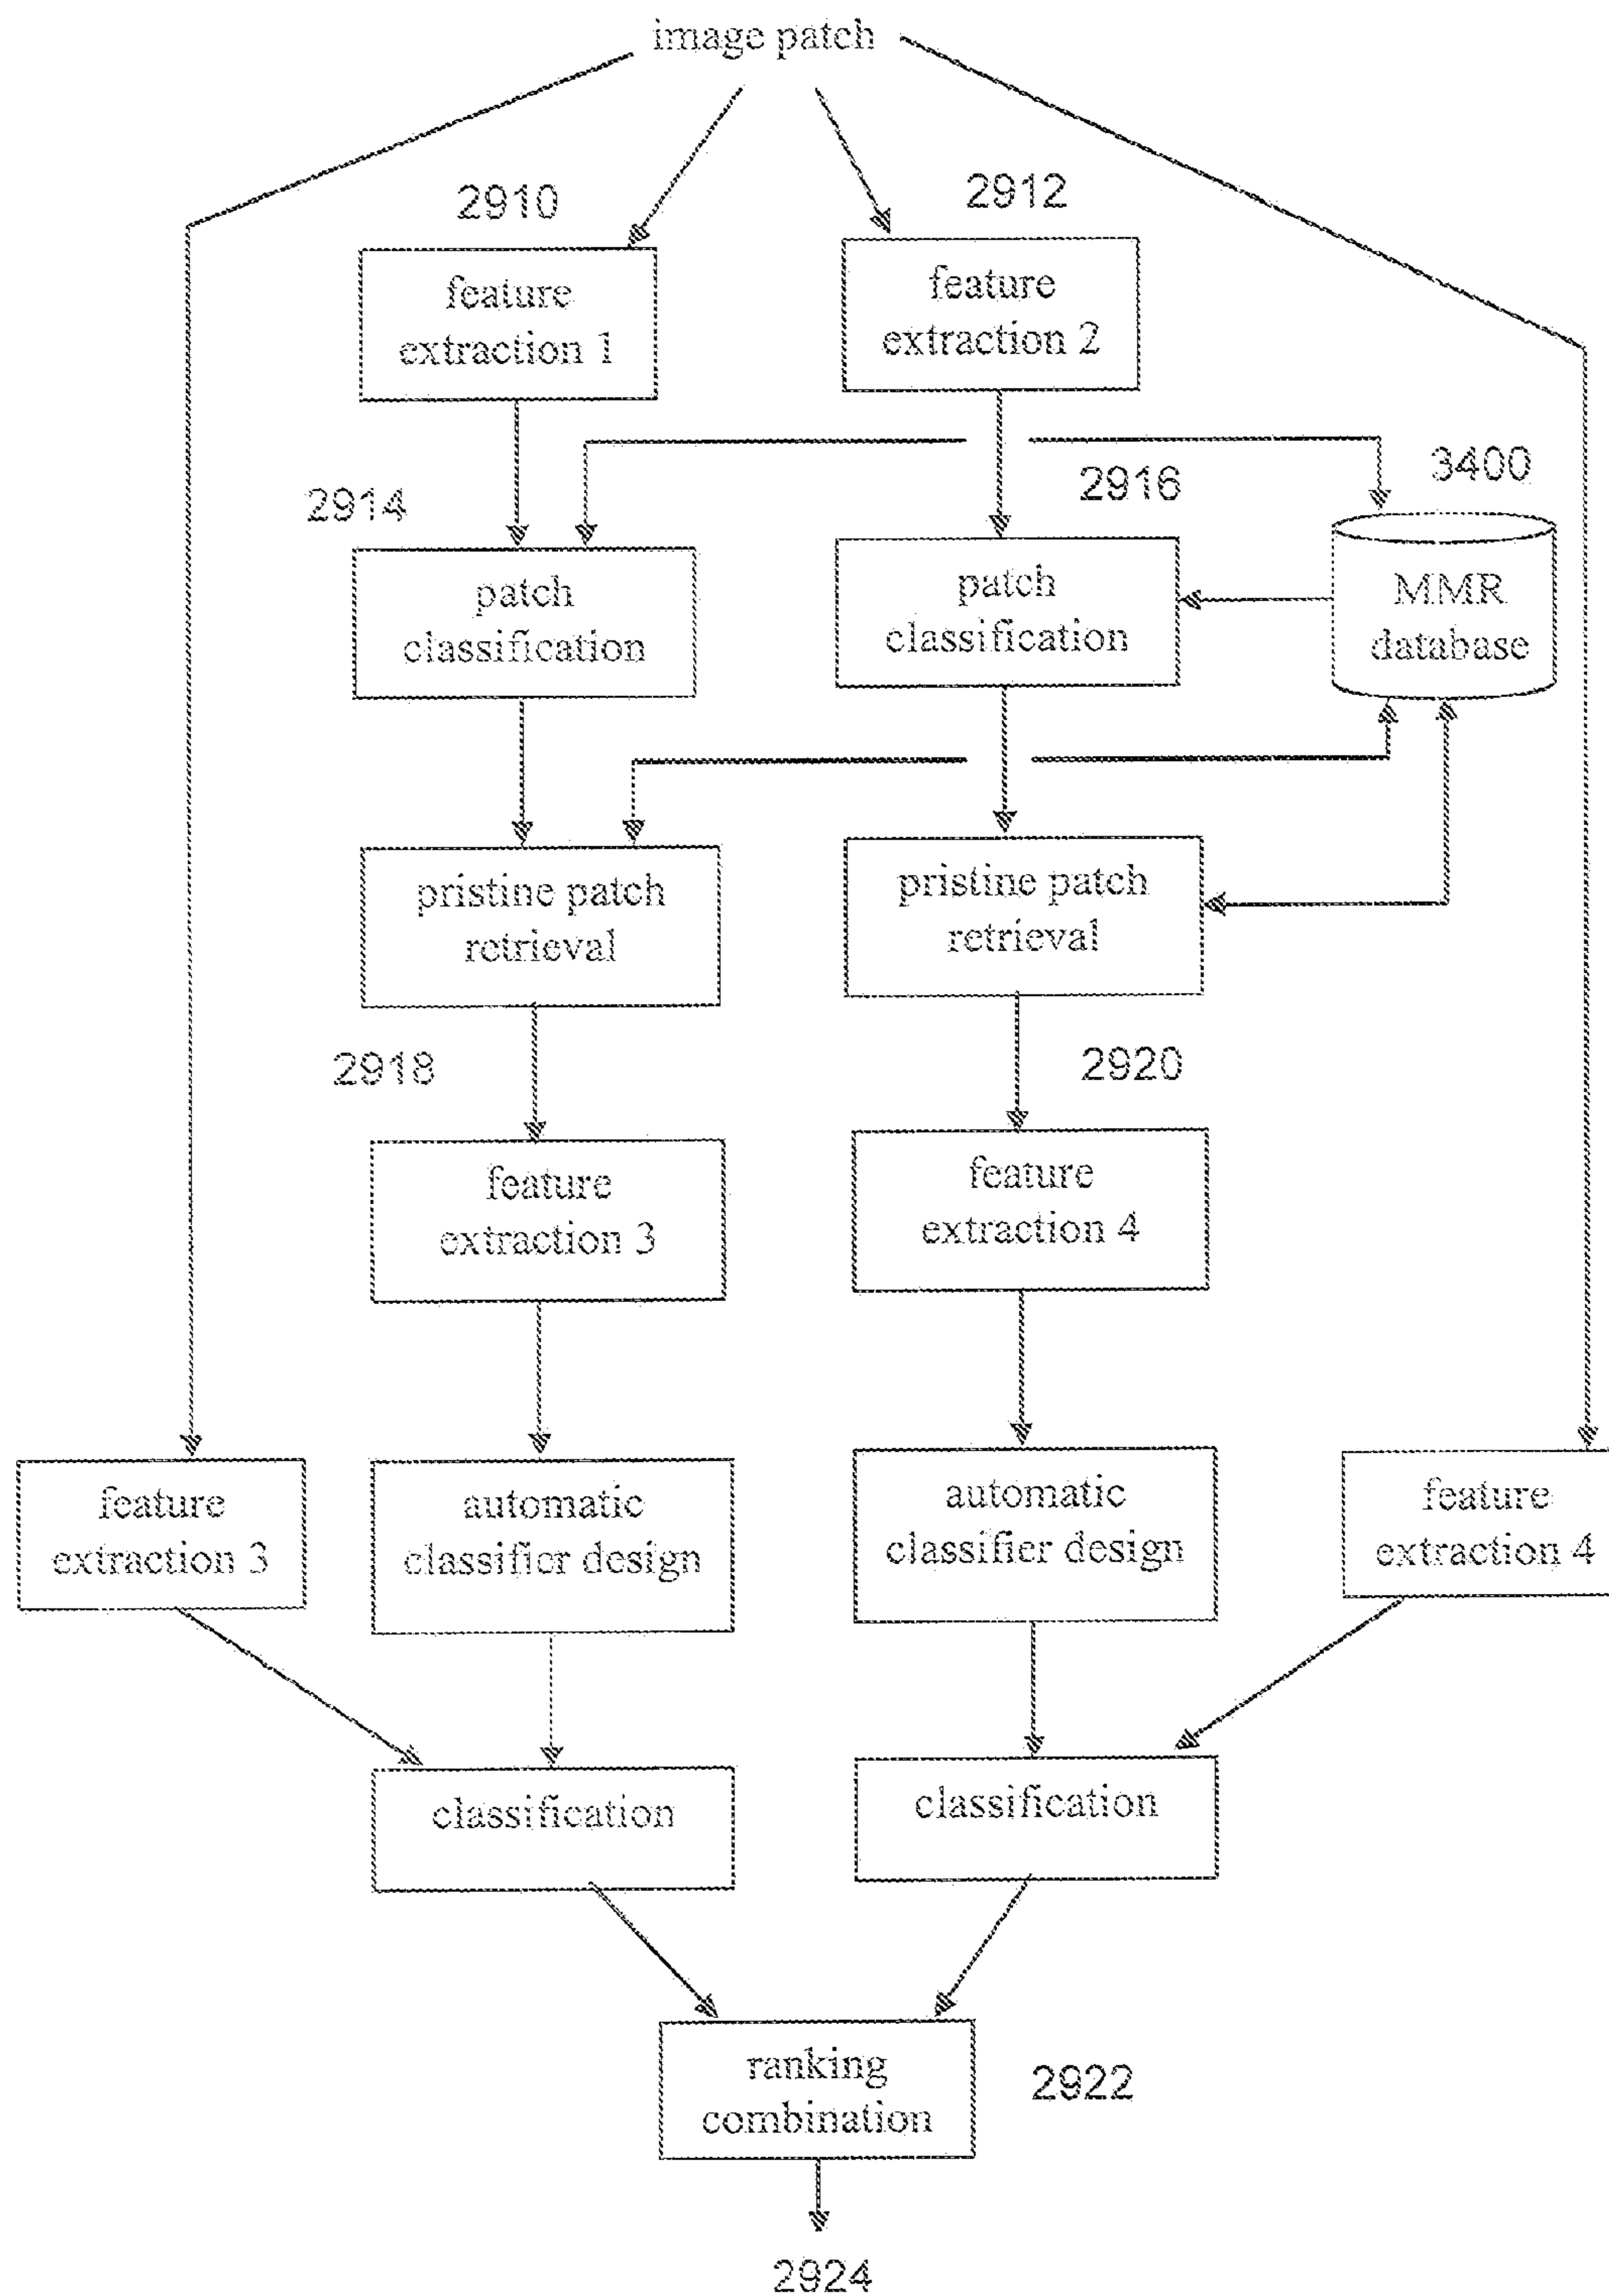 image patch
2910
2912
feature
extraction 1
feature
extraction 2
2914
2916
3400
patch
classification
patch
classification
MMR
database
pristine patch
retrieval
pristine patch
retrieval
2918
2920
feature
extraction 3
feature
extraction 4
feature
extraction 3
automatic
classifier design
automatic
classifier design
feature
extraction 4
classification
classification
ranking
combination
2922
2924